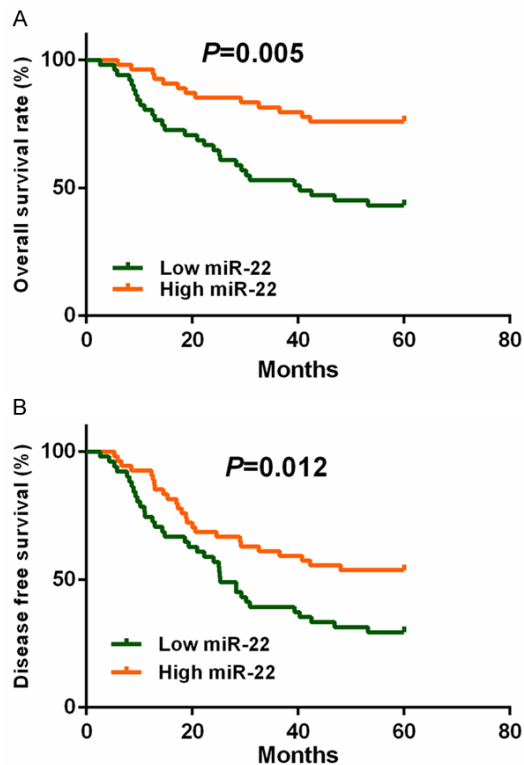 A
P=0.005
Overall survival rate (%)
100
50
0
Low miR-22
High miR-22
0 20 40 60 80
Months
B
P=0.012
Disease free survival (%)
100
50
0
Low miR-22
High miR-22
0 20 40 60 80
Months